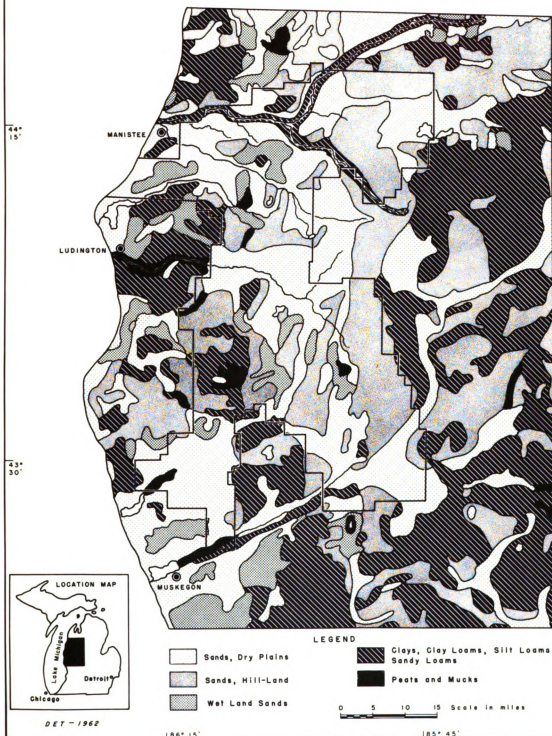 44°
15'
MANISTEE
LUDINGTON
43°
30'
MUSKEGON
LOCATION MAP
Lake Michigan
Chicago
Detroit
DET - 1962
LEGEND
Sands, Dry Plains
Sands, Hill-Land
Wet Land Sands
Clays, Clay Loams, Silt Loams
Sandy Loams
Peats and Mucks
0 5 10 15 Scale in miles
86° 15'
85° 45'